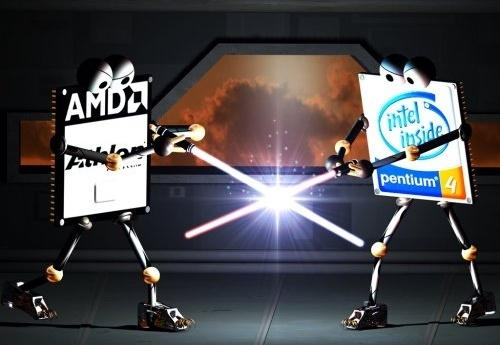 AMD
Athlon
intel
inside
pentium® 4